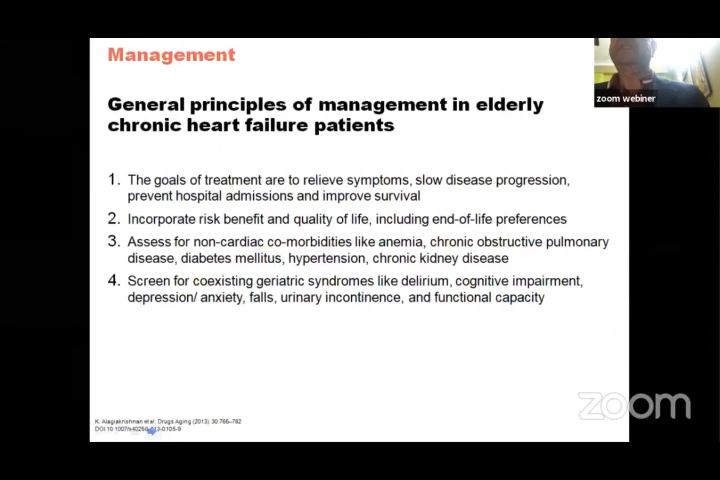 Management
General principles of management in elderly
chronic heart failure patients
1. The goals of treatment are to relieve symptoms, slow disease progression,
prevent hospital admissions and improve survival
2. Incorporate risk benefit and quality of life, including end-of-life preferences
3. Assess for non-cardiac co-morbidities like anemia, chronic obstructive pulmonary
disease, diabetes mellitus, hypertension, chronic kidney disease
4. Screen for coexisting geriatric syndromes like delirium, cognitive impairment,
depression/ anxiety, falls, urinary incontinence, and functional capacity
zoom webiner
zoom
K. Alagiakrishnan et al; Drugs Aging (2013) 30:765–782
DOI 10.1007/